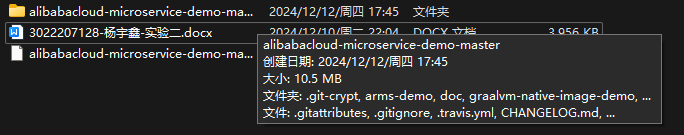 alibabacloud-microservice-demo-ma... 2024/12/12/周四 17:45 文件夹
3022207128-杨宇鑫-实验二.docx 2024/12/12/周四 22:04 DOCX 文档 3,956 KB
alibabacloud-microservice-demo-ma...
alibabacloud-microservice-demo-master
创建日期: 2024/12/12/周四 17:45
大小: 10.5 MB
文件夹: .git-crypt, arms-demo, doc, graalvm-native-image-demo, ...
文件: .gitattributes, .gitignore, .travis.yml, CHANGELOG.md, ...